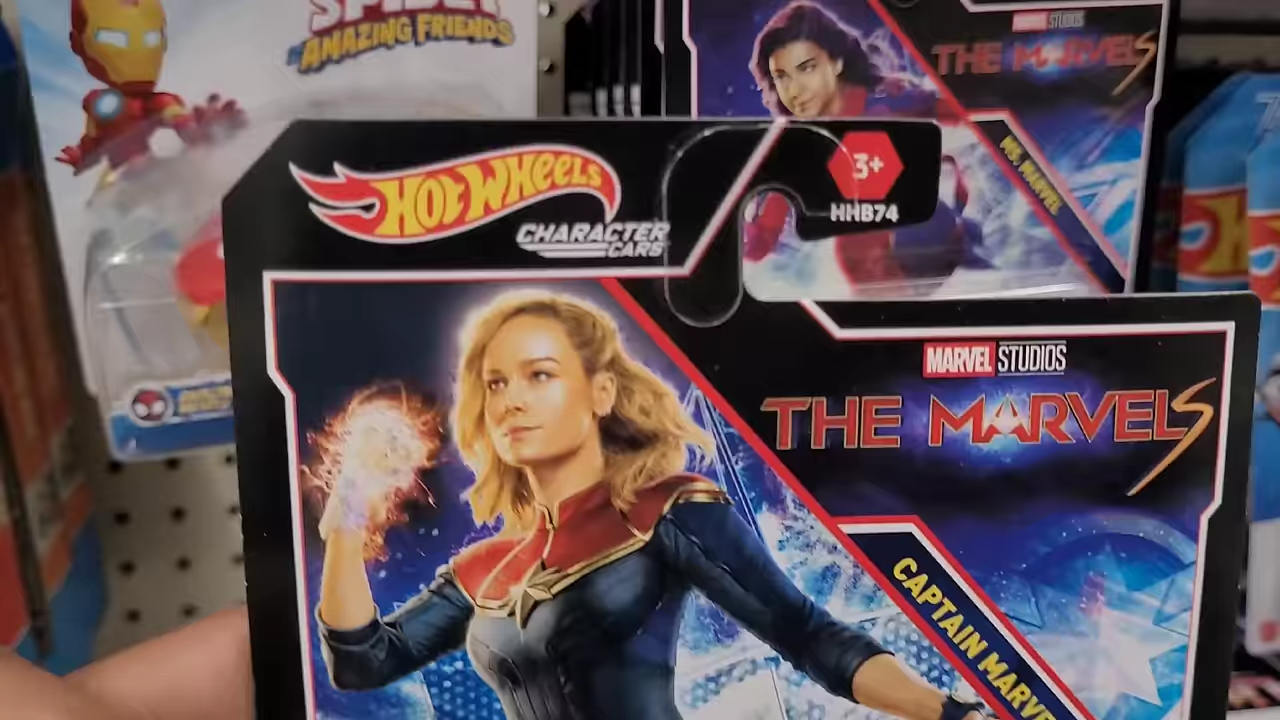 SPIDEY
AMAZING FRIENDS
MARVEL STUDIOS
THE MARVELS
MS. MARVEL
HOT WHEELS
CHARACTER
CARS
3+
HHB74
MARVEL STUDIOS
THE MARVELS
CAPTAIN MARVE